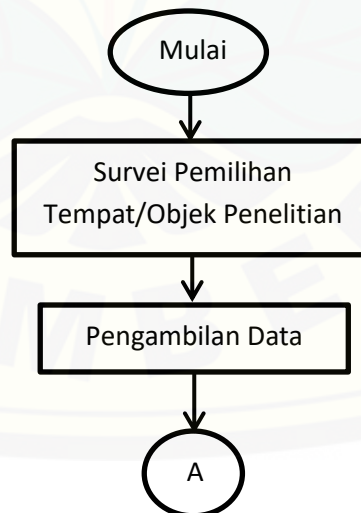 Mulai
Survei Pemilihan
Tempat/Objek Penelitian
Pengambilan Data
A